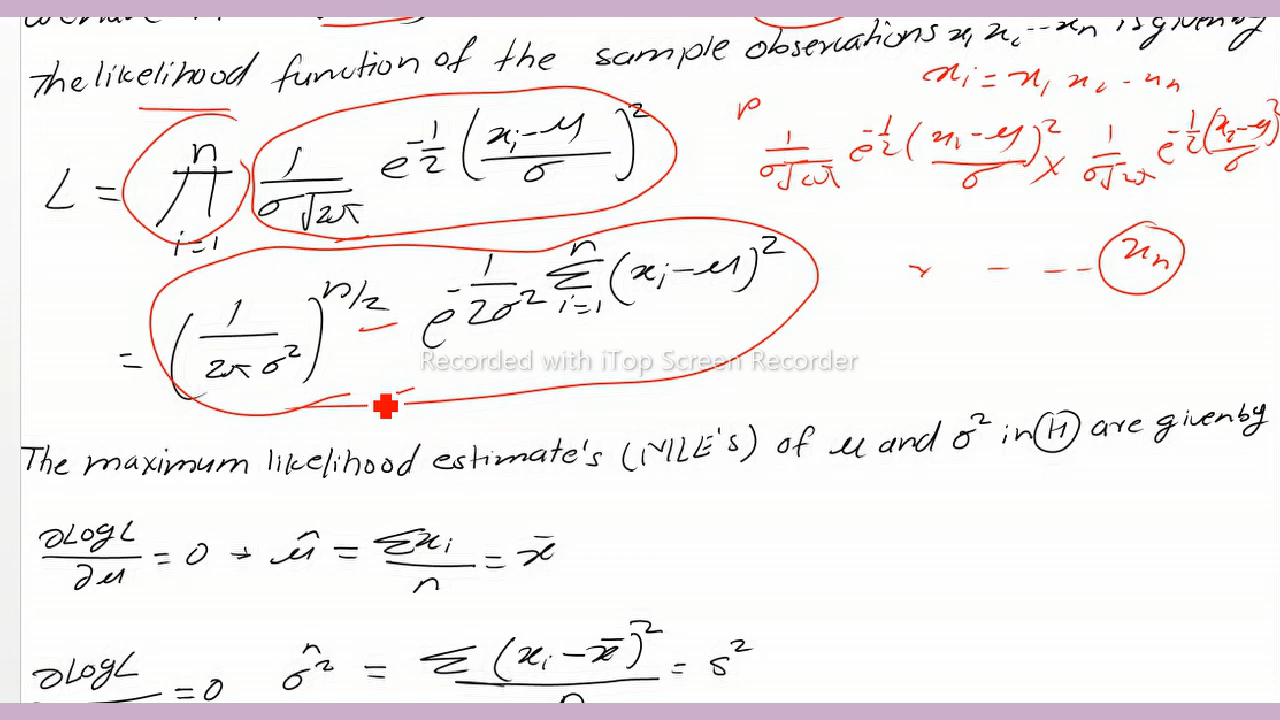 The likelihood function of the sample observations x₁ x₂ --- xₙ is given by
xᵢ = x₁ x₂ - xₙ
L = ∏ᵢ₌₁ⁿ 1/(σ√2π) e^(-1/2 ((xᵢ-μ)/σ)²)
1/(σ√2π) e^(-1/2 ((x₁-μ)/σ)²) × 1/(σ√2π) e^(-1/2 ((x₂-μ)/σ)²)
- -- xₙ
= (1/(2πσ²))^(n/2) e^(-1/(2σ²) ∑ᵢ₌₁ⁿ (xᵢ-μ)²)
Recorded with iTop Screen Recorder
The maximum likelihood estimate's (MLE's) of μ and σ² in Ⓗ are given by
∂LogL/∂μ = 0 → μ̂ = ∑xᵢ/n = x̄
∂LogL = 0 σ̂² = ∑(xᵢ-x̄)²/n = s²